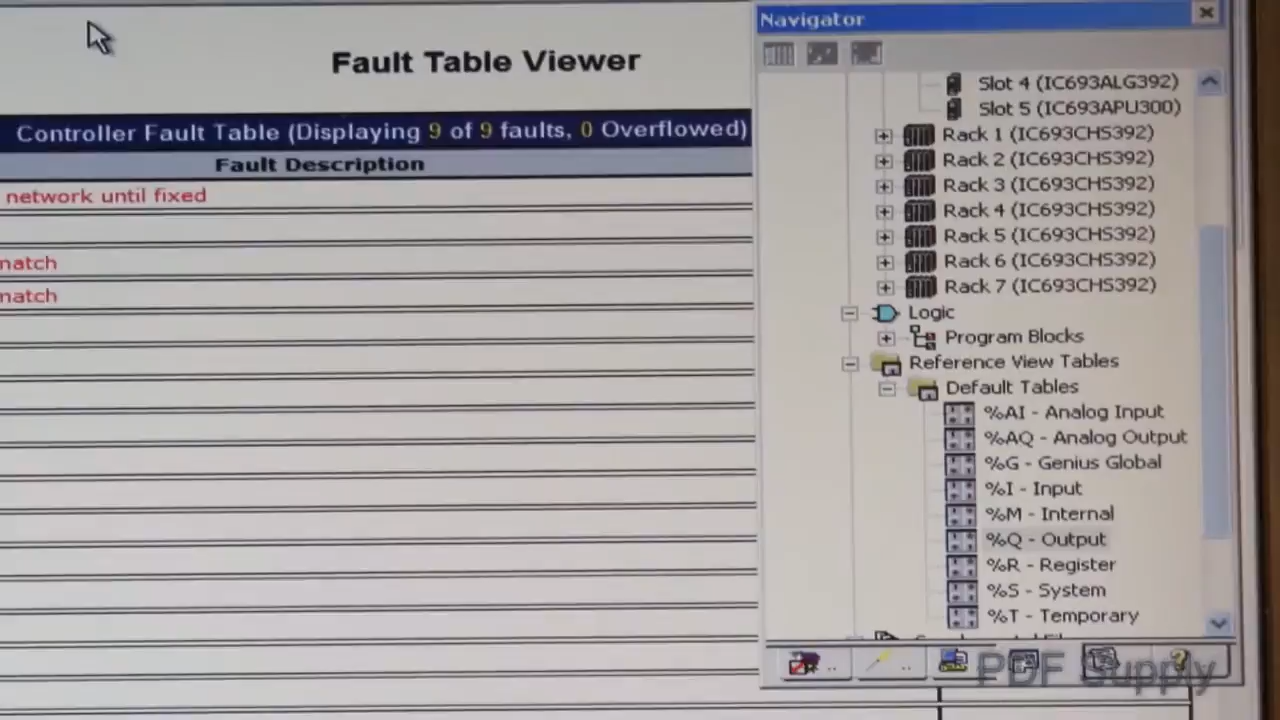 Navigator
Fault Table Viewer
Controller Fault Table (Displaying 9 of 9 faults, 0 Overflowed)
Fault Description
network until fixed
match
match
Slot 4 (IC693ALG392)
Slot 5 (IC693APU300)
Rack 1 (IC693CHS392)
Rack 2 (IC693CHS392)
Rack 3 (IC693CHS392)
Rack 4 (IC693CHS392)
Rack 5 (IC693CHS392)
Rack 6 (IC693CHS392)
Rack 7 (IC693CHS392)
Logic
Program Blocks
Reference View Tables
Default Tables
%AI - Analog Input
%AQ - Analog Output
%G - Genius Global
%I - Input
%M - Internal
%Q - Output
%R - Register
%S - System
%T - Temporary
PDF Supply